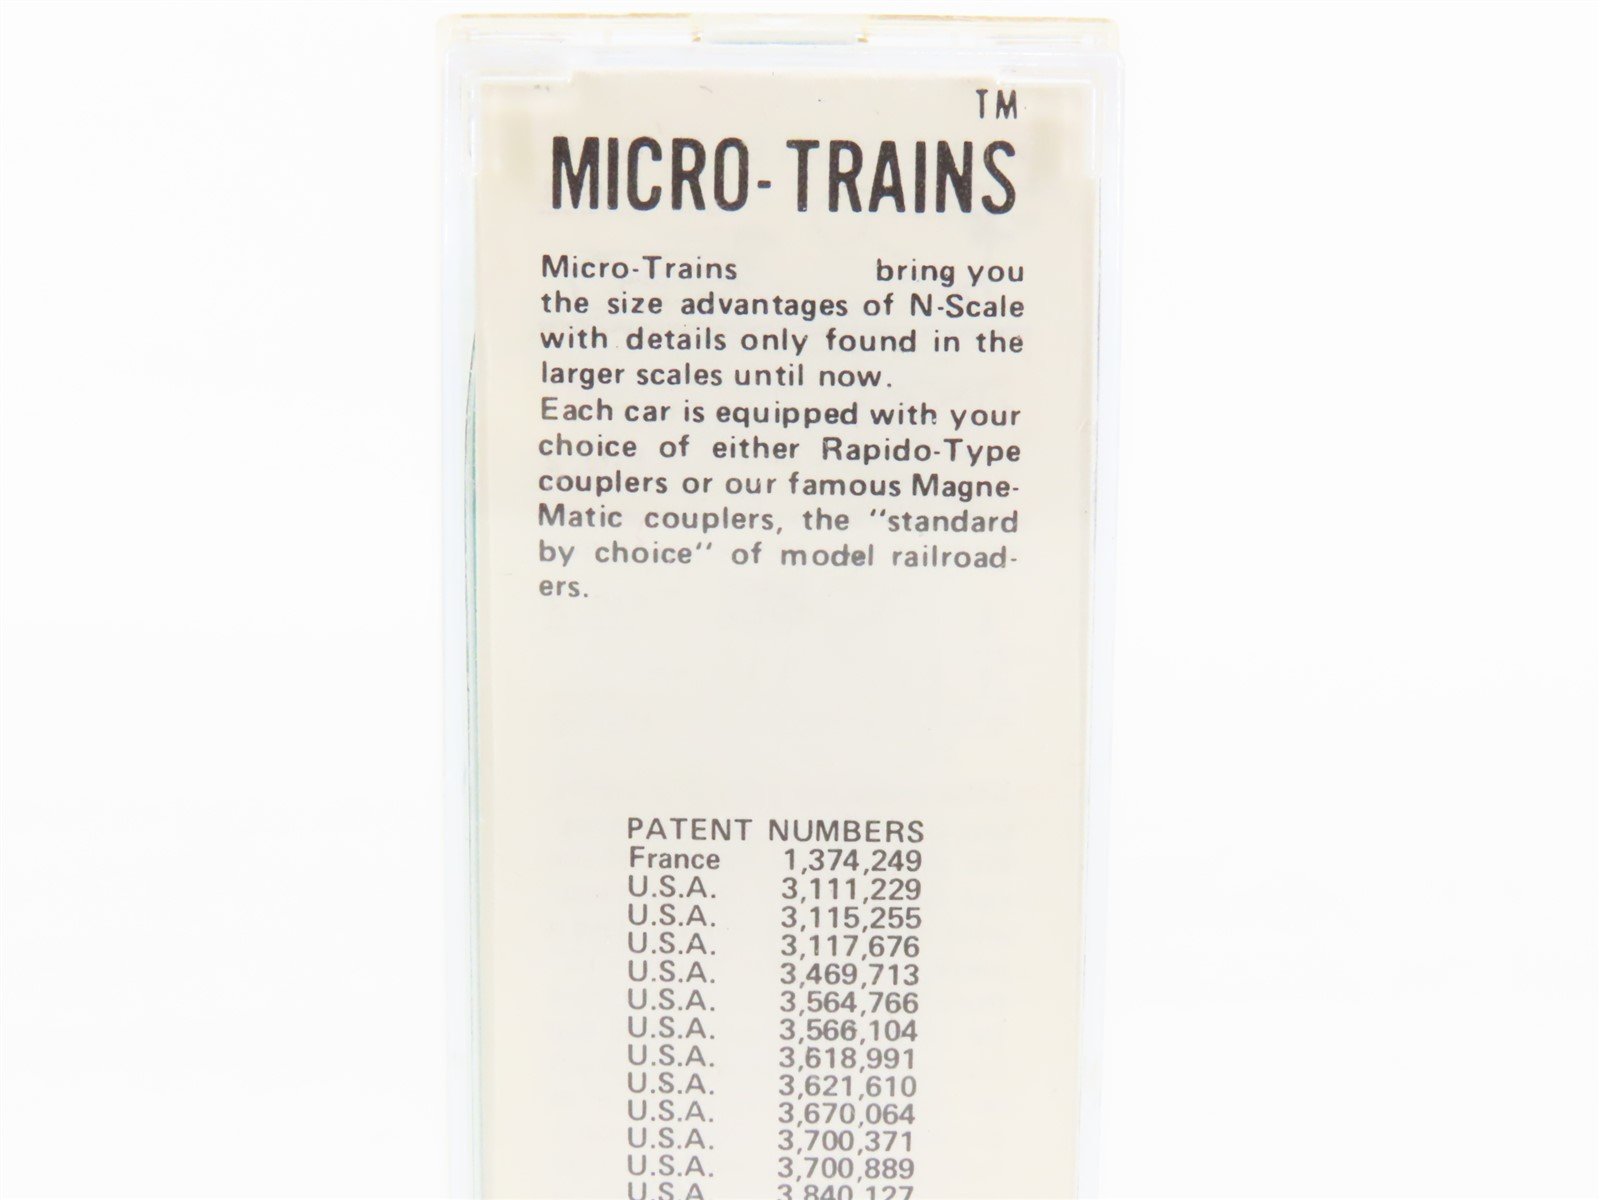 TM
MICRO-TRAINS
Micro-Trains bring you
the size advantages of N-Scale
with details only found in the
larger scales until now.
Each car is equipped with your
choice of either Rapido-Type
couplers or our famous Magne-
Matic couplers, the "standard
by choice" of model railroad-
ers.
PATENT NUMBERS
France 1,374,249
U.S.A. 3,111,229
U.S.A. 3,115,255
U.S.A. 3,117,676
U.S.A. 3,469,713
U.S.A. 3,564,766
U.S.A. 3,566,104
U.S.A. 3,618,991
U.S.A. 3,621,610
U.S.A. 3,670,064
U.S.A. 3,700,371
U.S.A. 3,700,889
U.S.A. 3,840,127